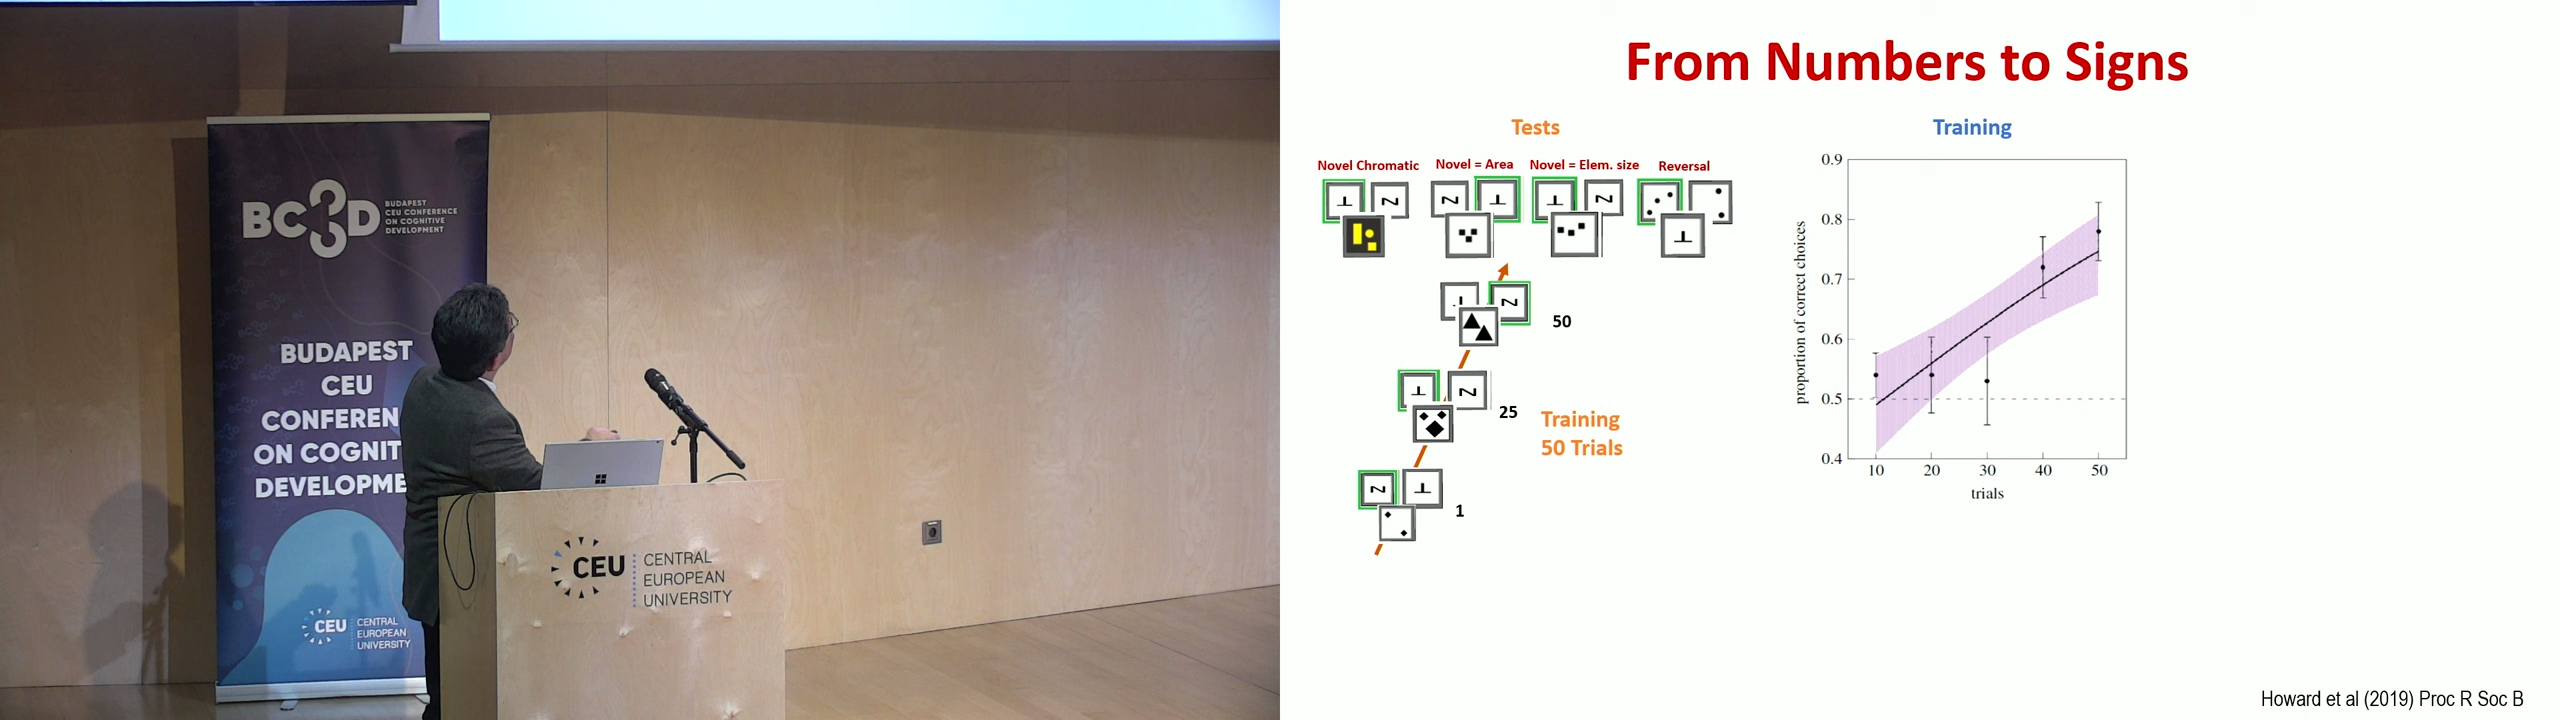 BC3D
BUDAPEST
CEU CONFERENCE
ON COGNITIVE
DEVELOPMENT
BUDAPEST
CEU
CONFEREN
ON COGNIT
DEVELOPME
CEU
CENTRAL
EUROPEAN
UNIVERSITY
CEU
CENTRAL
EUROPEAN
UNIVERSITY
From Numbers to Signs
Tests
Novel Chromatic
Novel = Area
Novel = Elem. size
Reversal
50
25
1
Training
50 Trials
Training
proportion of correct choices
0.9
0.8
0.7
0.6
0.5
0.4
10 20 30 40 50
trials
Howard et al (2019) Proc R Soc B